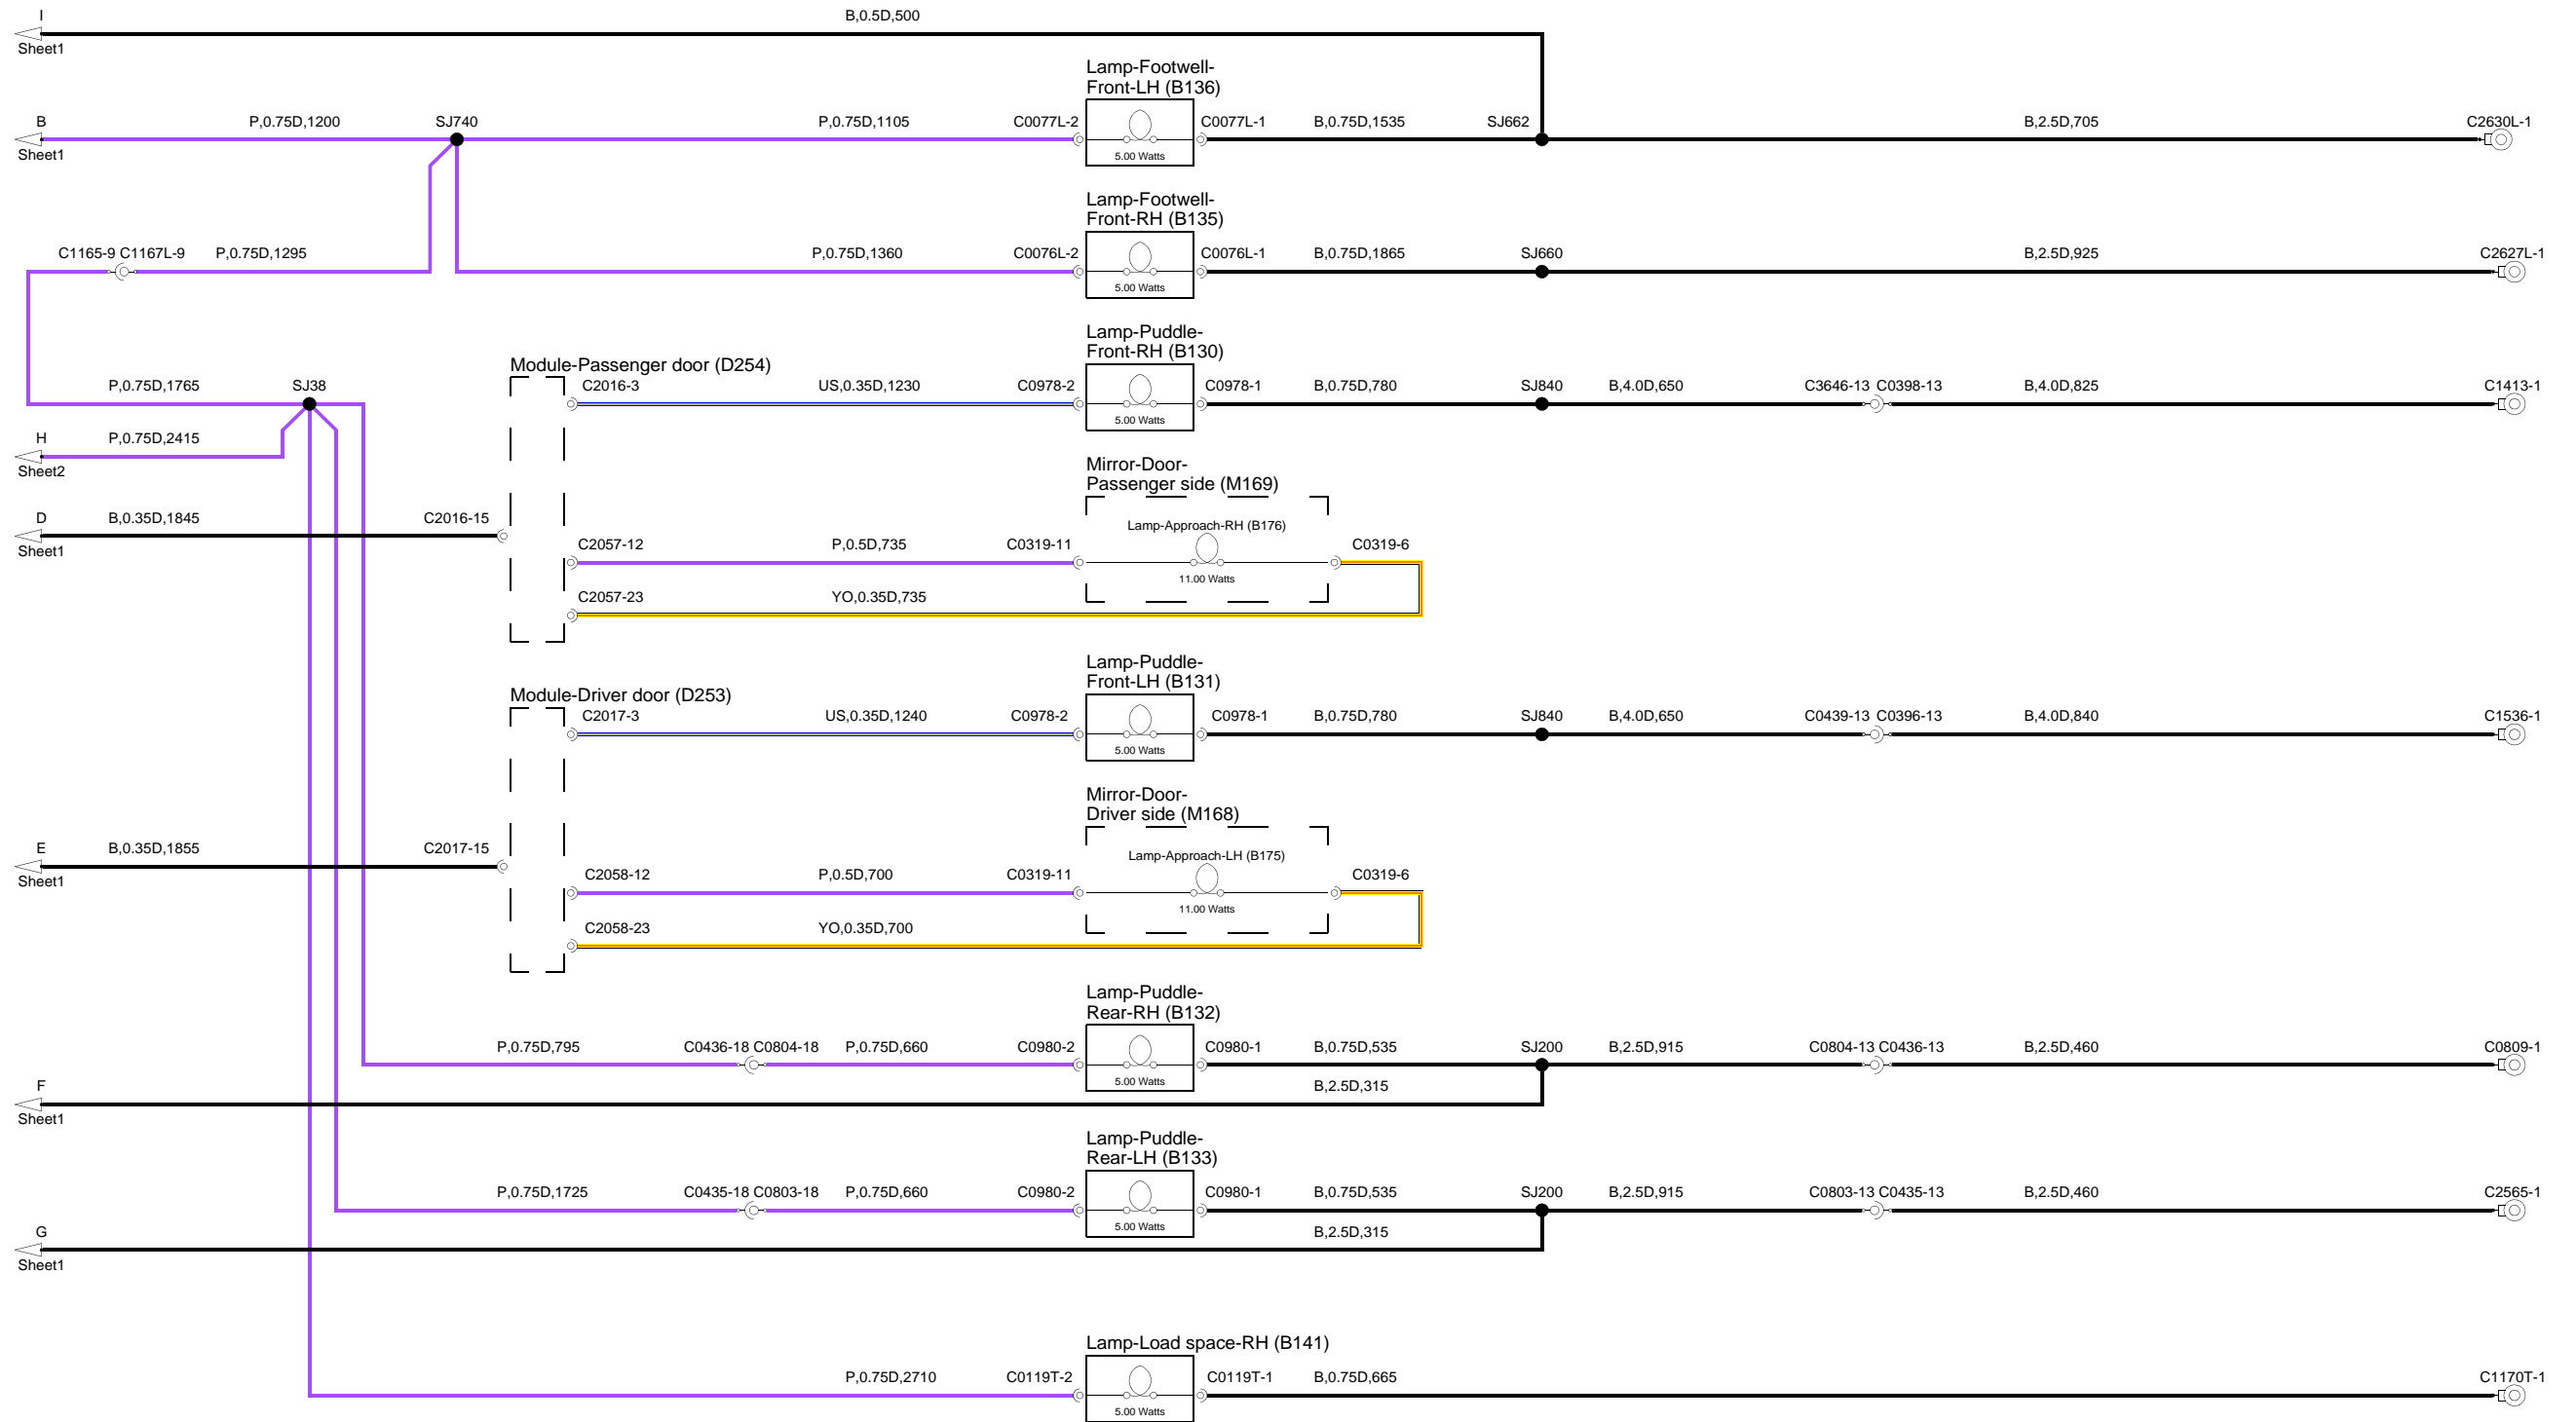 I
B,0.5D,500
Sheet1
Lamp-Footwell-
Front-LH (B136)
B
P,0.75D,1200
SJ740
P,0.75D,1105
C0077L-2
C0077L-1
B,0.75D,1535
SJ662
B,2.5D,705
C2630L-1
Sheet1
5.00 Watts
Lamp-Footwell-
Front-RH (B135)
C1165-9 C1167L-9
P,0.75D,1295
P,0.75D,1360
C0076L-2
C0076L-1
B,0.75D,1865
SJ660
B,2.5D,925
C2627L-1
5.00 Watts
Lamp-Puddle-
Front-RH (B130)
Module-Passenger door (D254)
P,0.75D,1765
SJ38
C2016-3
US,0.35D,1230
C0978-2
C0978-1
B,0.75D,780
SJ840
B,4.0D,650
C3646-13 C0398-13
B,4.0D,825
C1413-1
5.00 Watts
H
P,0.75D,2415
Sheet2
Mirror-Door-
Passenger side (M169)
D
B,0.35D,1845
C2016-15
Sheet1
Lamp-Approach-RH (B176)
C2057-12
P,0.5D,735
C0319-11
C0319-6
11.00 Watts
C2057-23
YO,0.35D,735
Lamp-Puddle-
Front-LH (B131)
Module-Driver door (D253)
C2017-3
US,0.35D,1240
C0978-2
C0978-1
B,0.75D,780
SJ840
B,4.0D,650
C0439-13 C0396-13
B,4.0D,840
C1536-1
5.00 Watts
Mirror-Door-
Driver side (M168)
E
B,0.35D,1855
C2017-15
Sheet1
Lamp-Approach-LH (B175)
C2058-12
P,0.5D,700
C0319-11
C0319-6
11.00 Watts
C2058-23
YO,0.35D,700
Lamp-Puddle-
Rear-RH (B132)
P,0.75D,795
C0436-18 C0804-18
P,0.75D,660
C0980-2
C0980-1
B,0.75D,535
SJ200
B,2.5D,915
C0804-13 C0436-13
B,2.5D,460
C0809-1
5.00 Watts
F
B,2.5D,315
Sheet1
Lamp-Puddle-
Rear-LH (B133)
P,0.75D,1725
C0435-18 C0803-18
P,0.75D,660
C0980-2
C0980-1
B,0.75D,535
SJ200
B,2.5D,915
C0803-13 C0435-13
B,2.5D,460
C2565-1
5.00 Watts
G
B,2.5D,315
Sheet1
Lamp-Load space-RH (B141)
P,0.75D,2710
C0119T-2
C0119T-1
B,0.75D,665
C1170T-1
5.00 Watts